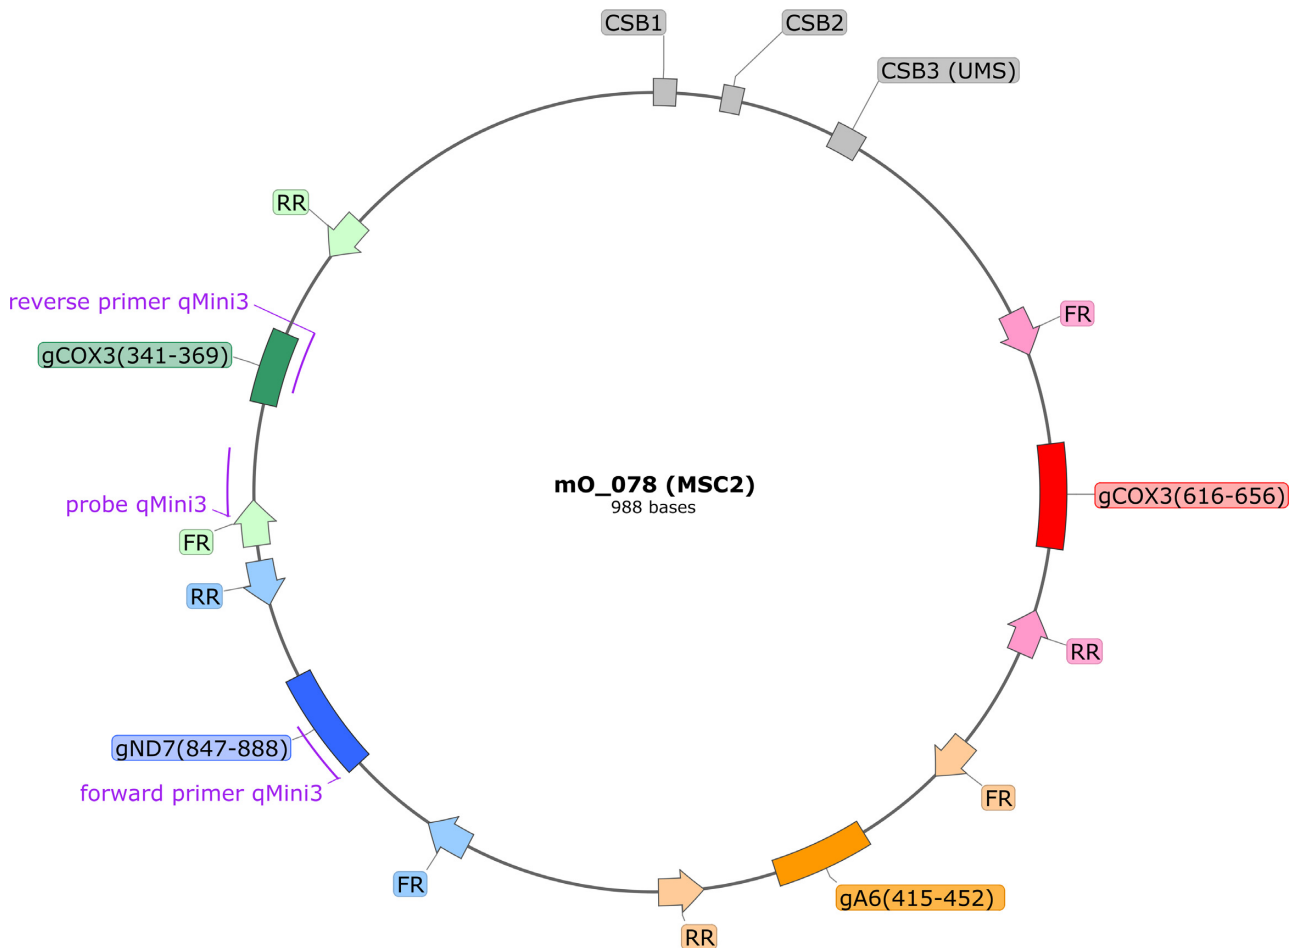 CSB1
CSB2
CSB3 (UMS)
RR
reverse primer qMini3
FR
gCOX3(341-369)
mO_078 (MSC2)
988 bases
gCOX3(616-656)
probe qMini3
FR
RR
RR
gND7(847-888)
forward primer qMini3
FR
FR
gA6(415-452)
RR